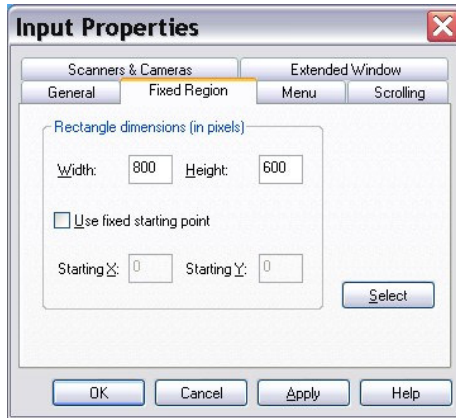 Input Properties
Scanners & Cameras Extended Window
General Fixed Region Menu Scrolling
Rectangle dimensions (in pixels)
Width: 800 Height: 600
Use fixed starting point
Starting X: 0 Starting Y: 0
Select
OK Cancel Apply Help